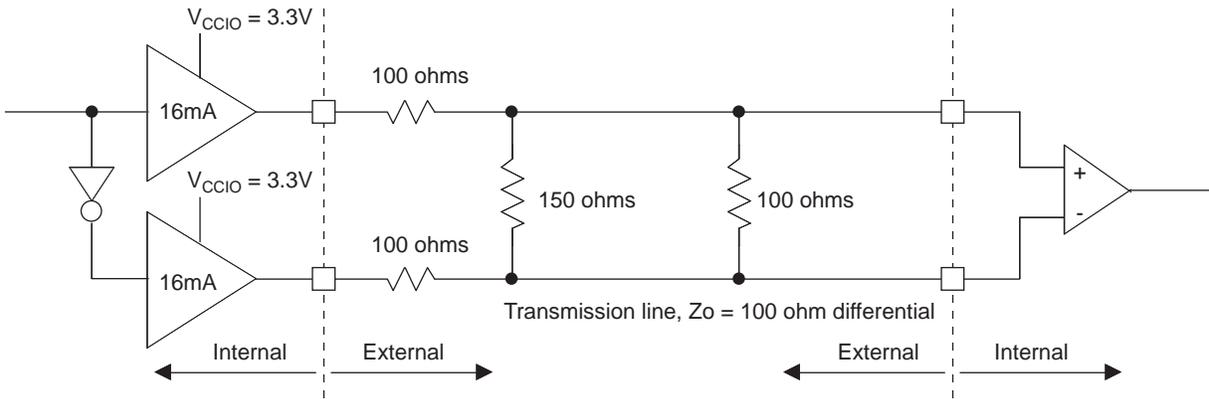 VCCIO = 3.3V
100 ohms
16mA
VCCIO = 3.3V
150 ohms
100 ohms
100 ohms
16mA
Transmission line, Zo = 100 ohm differential
Internal
External
External
Internal
+
-